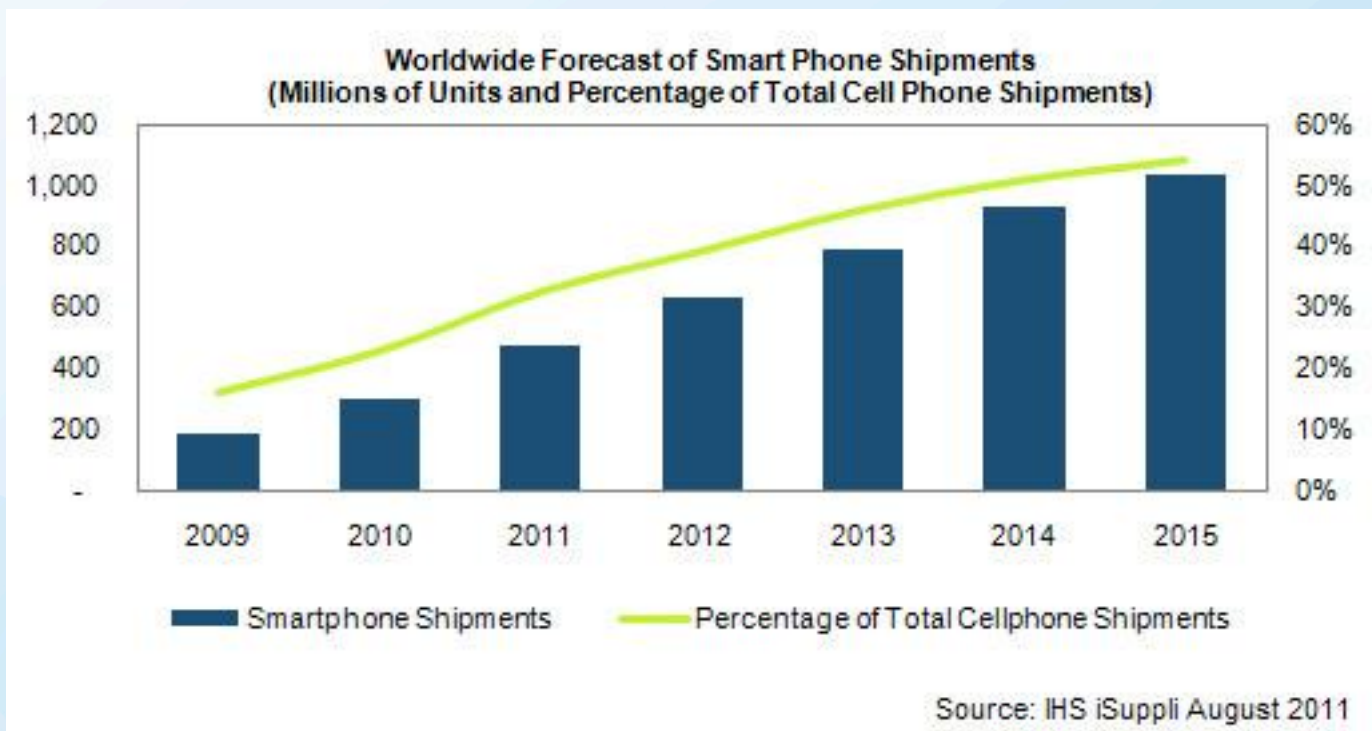 Worldwide Forecast of Smart Phone Shipments
(Millions of Units and Percentage of Total Cell Phone Shipments)
1,200 60%
1,000 50%
800 40%
600 30%
400 20%
200 10%
- 0%
2009 2010 2011 2012 2013 2014 2015
Smartphone Shipments Percentage of Total Cellphone Shipments
Source: IHS iSuppli August 2011